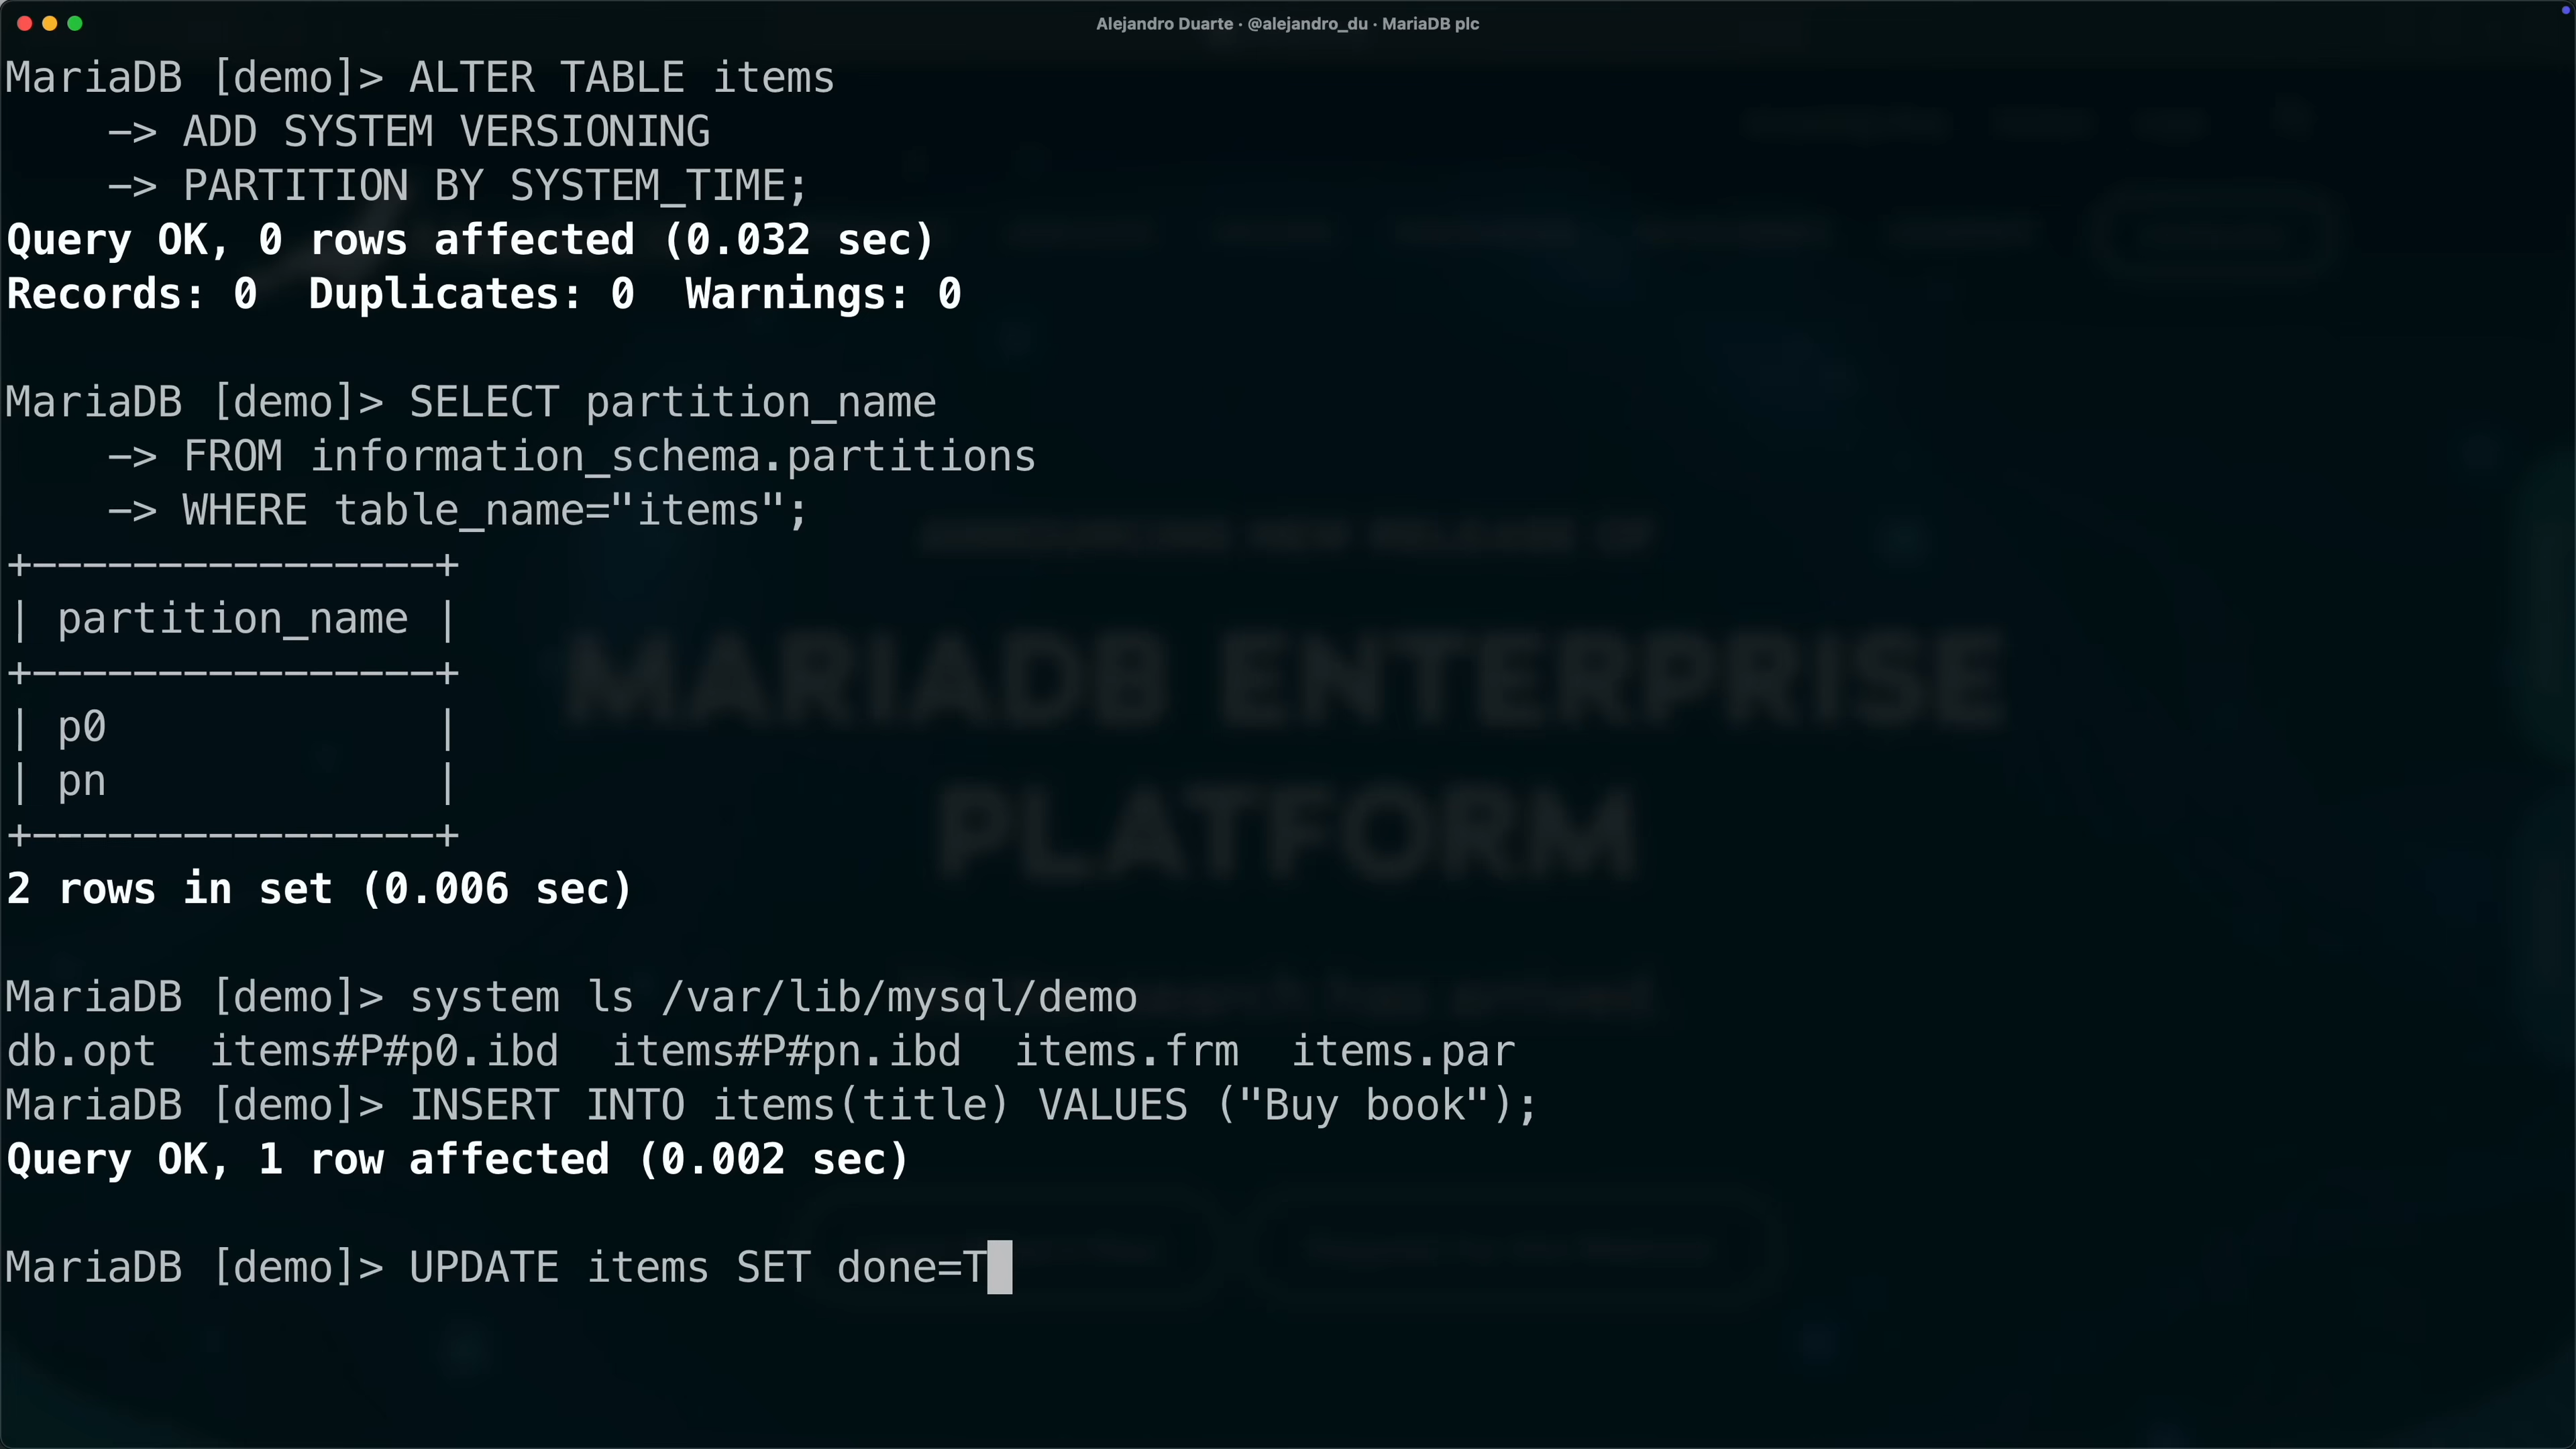 Alejandro Duarte · @alejandro_du · MariaDB plc
MariaDB [demo]> ALTER TABLE items
    -> ADD SYSTEM VERSIONING
    -> PARTITION BY SYSTEM_TIME;
Query OK, 0 rows affected (0.032 sec)
Records: 0  Duplicates: 0  Warnings: 0
MariaDB [demo]> SELECT partition_name
    -> FROM information_schema.partitions
    -> WHERE table_name="items";
+----------------+
| partition_name |
+----------------+
| p0             |
| pn             |
+----------------+
2 rows in set (0.006 sec)
MariaDB [demo]> system ls /var/lib/mysql/demo
db.opt  items#P#p0.ibd  items#P#pn.ibd  items.frm  items.par
MariaDB [demo]> INSERT INTO items(title) VALUES ("Buy book");
Query OK, 1 row affected (0.002 sec)
MariaDB [demo]> UPDATE items SET done=T
ANNOUNCING NEW RELEASE OF
MARIADB ENTERPRISE
PLATFORM